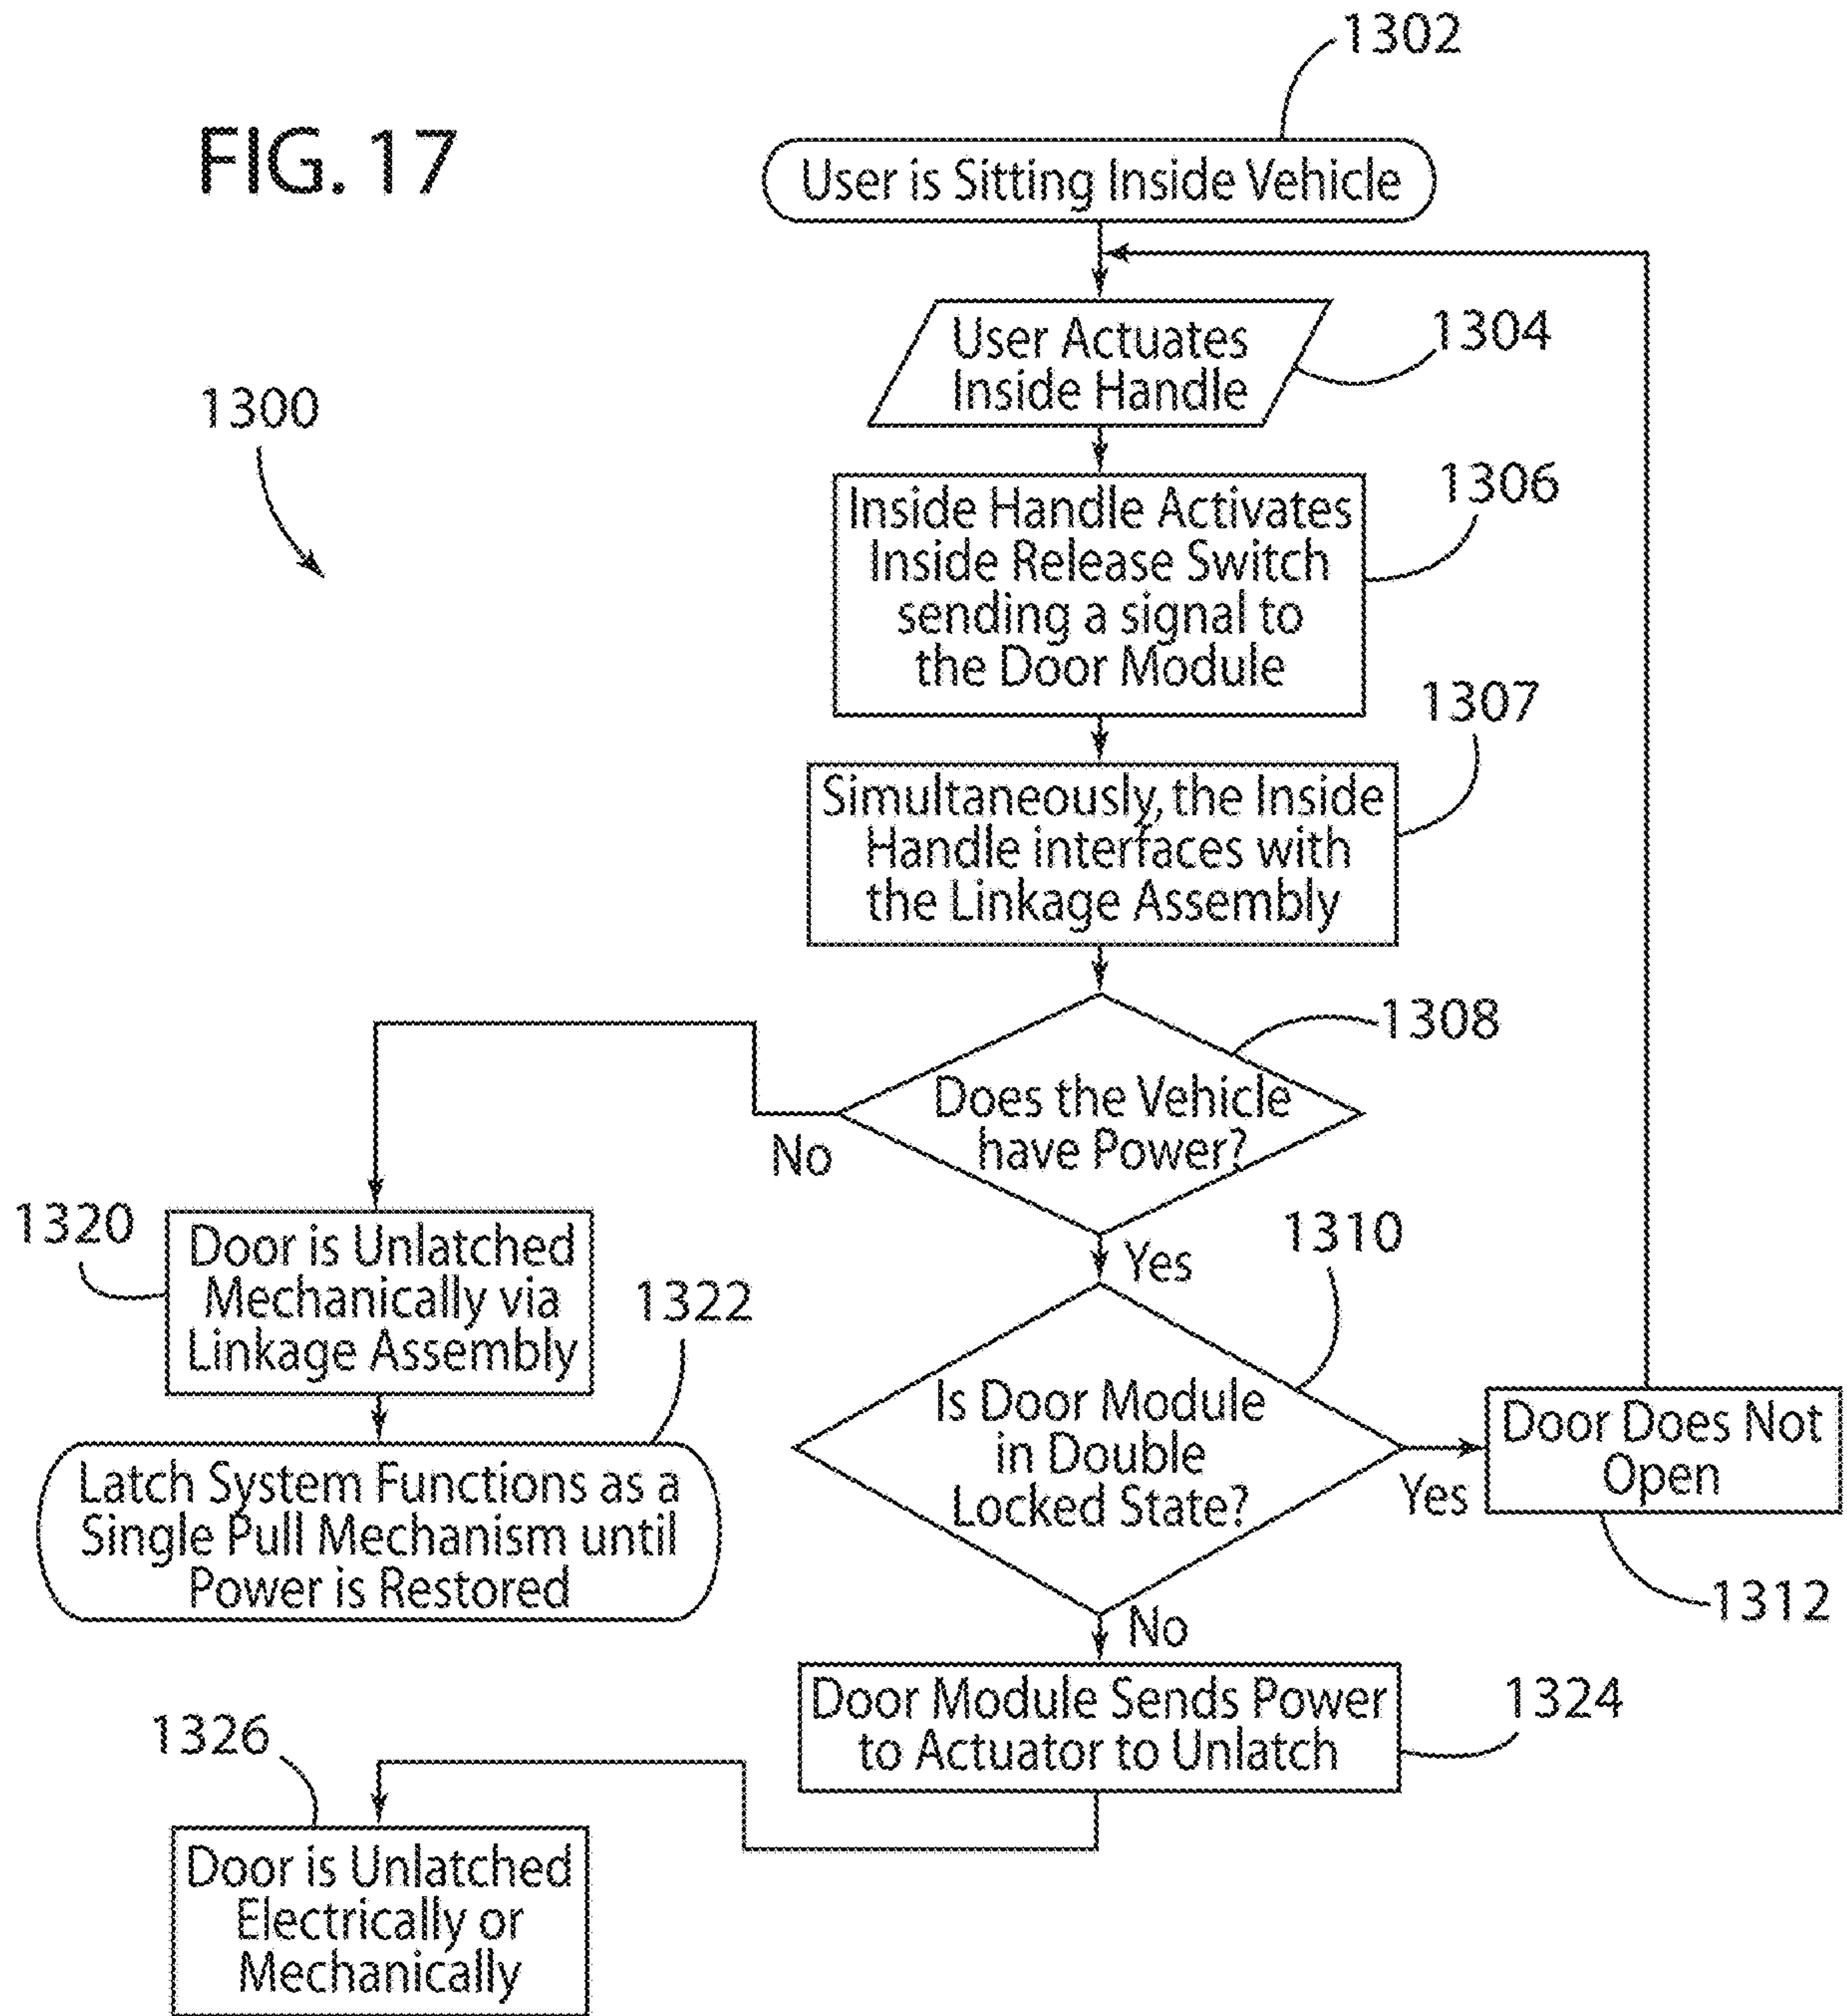 1302
FIG. 17
User is Sitting Inside Vehicle
User Actuates
Inside Handle
1304
1300
Inside Handle Activates
Inside Release Switch
sending a signal to
the Door Module
1306
1307
Simultaneously, the Inside
Handle interfaces with
the Linkage Assembly
1308
Does the Vehicle
have Power?
No
Yes
1320
Door is Unlatched
Mechanically via
Linkage Assembly
1322
Latch System Functions as a
Single Pull Mechanism until
Power is Restored
1310
Is Door Module
in Double
Locked State?
Yes
Door Does Not
Open
1312
No
Door Module Sends Power
to Actuator to Unlatch
1324
1326
Door is Unlatched
Electrically or
Mechanically